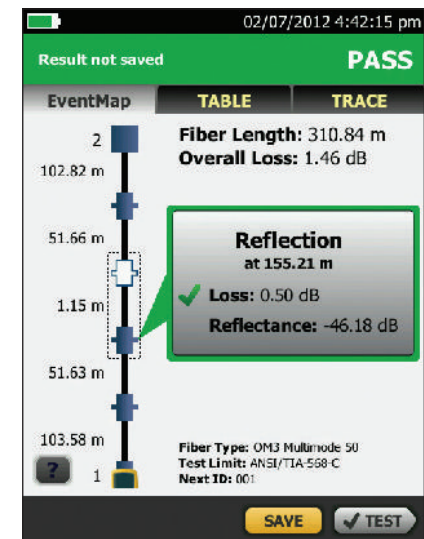 02/07/2012 4:42:15 pm
Result not saved PASS
EventMap TABLE TRACE
2
102.82 m
51.66 m
1.15 m
51.63 m
103.58 m
? 1
Fiber Length: 310.84 m
Overall Loss: 1.46 dB
Reflection
at 155.21 m
Loss: 0.50 dB
Reflectance: -46.18 dB
Fiber Type: OM3 Multimode 50
Test Limit: ANSI/TIA-568-C
Next ID: 001
SAVE TEST